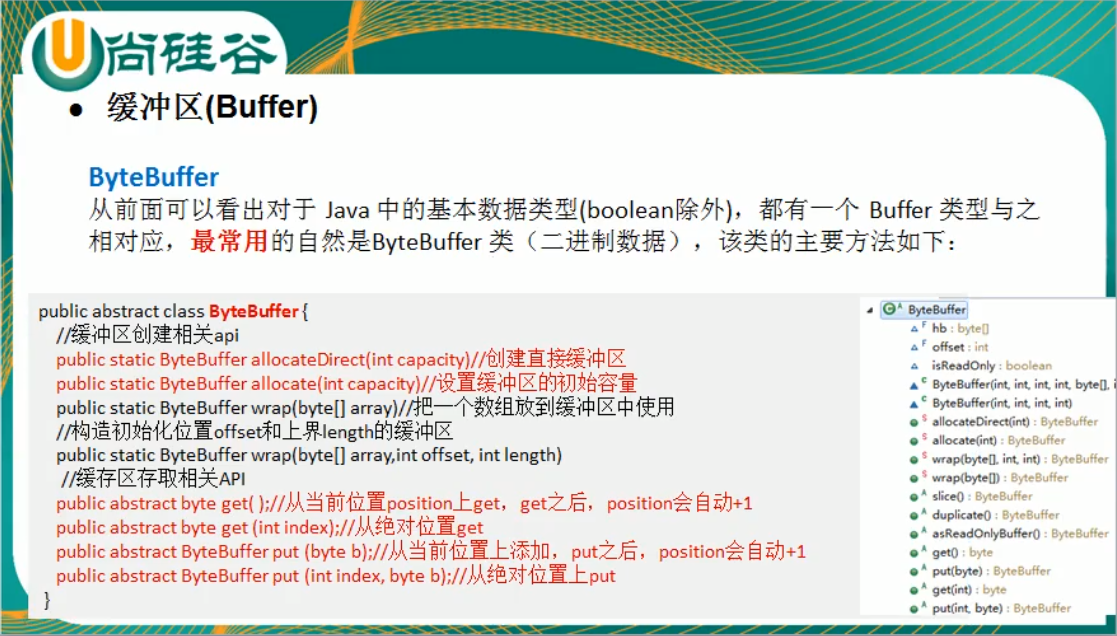 尚硅谷
● 缓冲区(Buffer)
ByteBuffer
从前面可以看出对于 Java 中的基本数据类型(boolean除外)，都有一个 Buffer 类型与之
相对应，最常用的自然是ByteBuffer 类（二进制数据），该类的主要方法如下：
public abstract class ByteBuffer {
//缓冲区创建相关api
public static ByteBuffer allocateDirect(int capacity)//创建直接缓冲区
public static ByteBuffer allocate(int capacity)//设置缓冲区的初始容量
public static ByteBuffer wrap(byte[] array)//把一个数组放到缓冲区中使用
//构造初始化位置offset和上界length的缓冲区
public static ByteBuffer wrap(byte[] array,int offset, int length)
//缓存区存取相关API
public abstract byte get( );//从当前位置position上get，get之后，position会自动+1
public abstract byte get (int index);//从绝对位置get
public abstract ByteBuffer put (byte b);//从当前位置上添加，put之后，position会自动+1
public abstract ByteBuffer put (int index, byte b);//从绝对位置上put
}
ByteBuffer
hb : byte[]
offset : int
isReadOnly : boolean
ByteBuffer(int, int, int, int, byte[], i
ByteBuffer(int, int, int, int)
allocateDirect(int) : ByteBuffer
allocate(int) : ByteBuffer
wrap(byte[], int, int) : ByteBuffer
wrap(byte[]) : ByteBuffer
slice() : ByteBuffer
duplicate() : ByteBuffer
asReadOnlyBuffer() : ByteBuffer
get() : byte
put(byte) : ByteBuffer
get(int) : byte
put(int, byte) : ByteBuffer